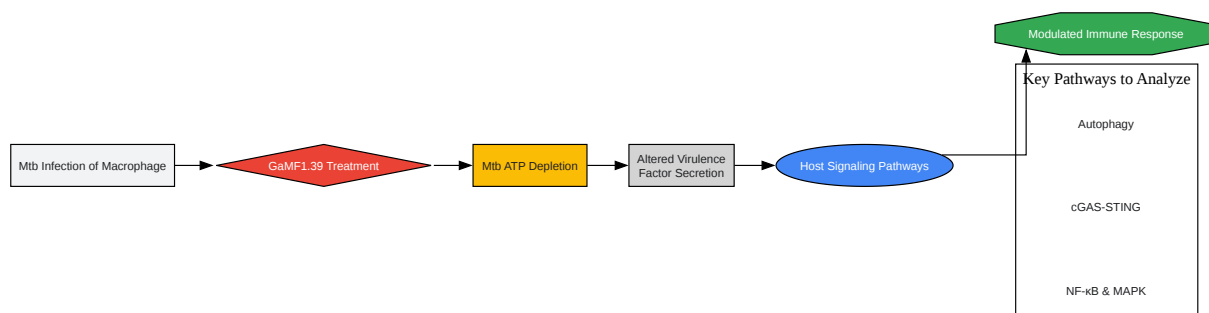 Modulated Immune Response
Key Pathways to Analyze
Autophagy
Mtb Infection of Macrophage
GaMF1.39 Treatment
Mtb ATP Depletion
Altered Virulence
Factor Secretion
Host Signaling Pathways
cGAS-STING
NF-κB & MAPK